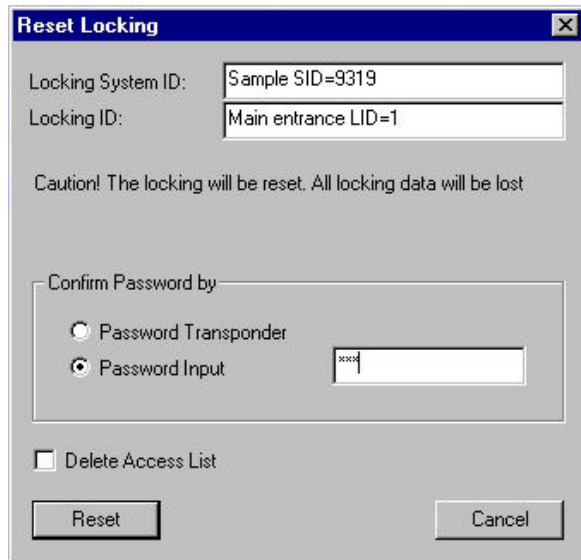 Reset Locking
Locking System ID: Sample SID=9319
Locking ID: Main entrance LID=1
Caution! The locking will be reset. All locking data will be lost
Confirm Password by
Password Transponder
Password Input ***
Delete Access List
Reset Cancel